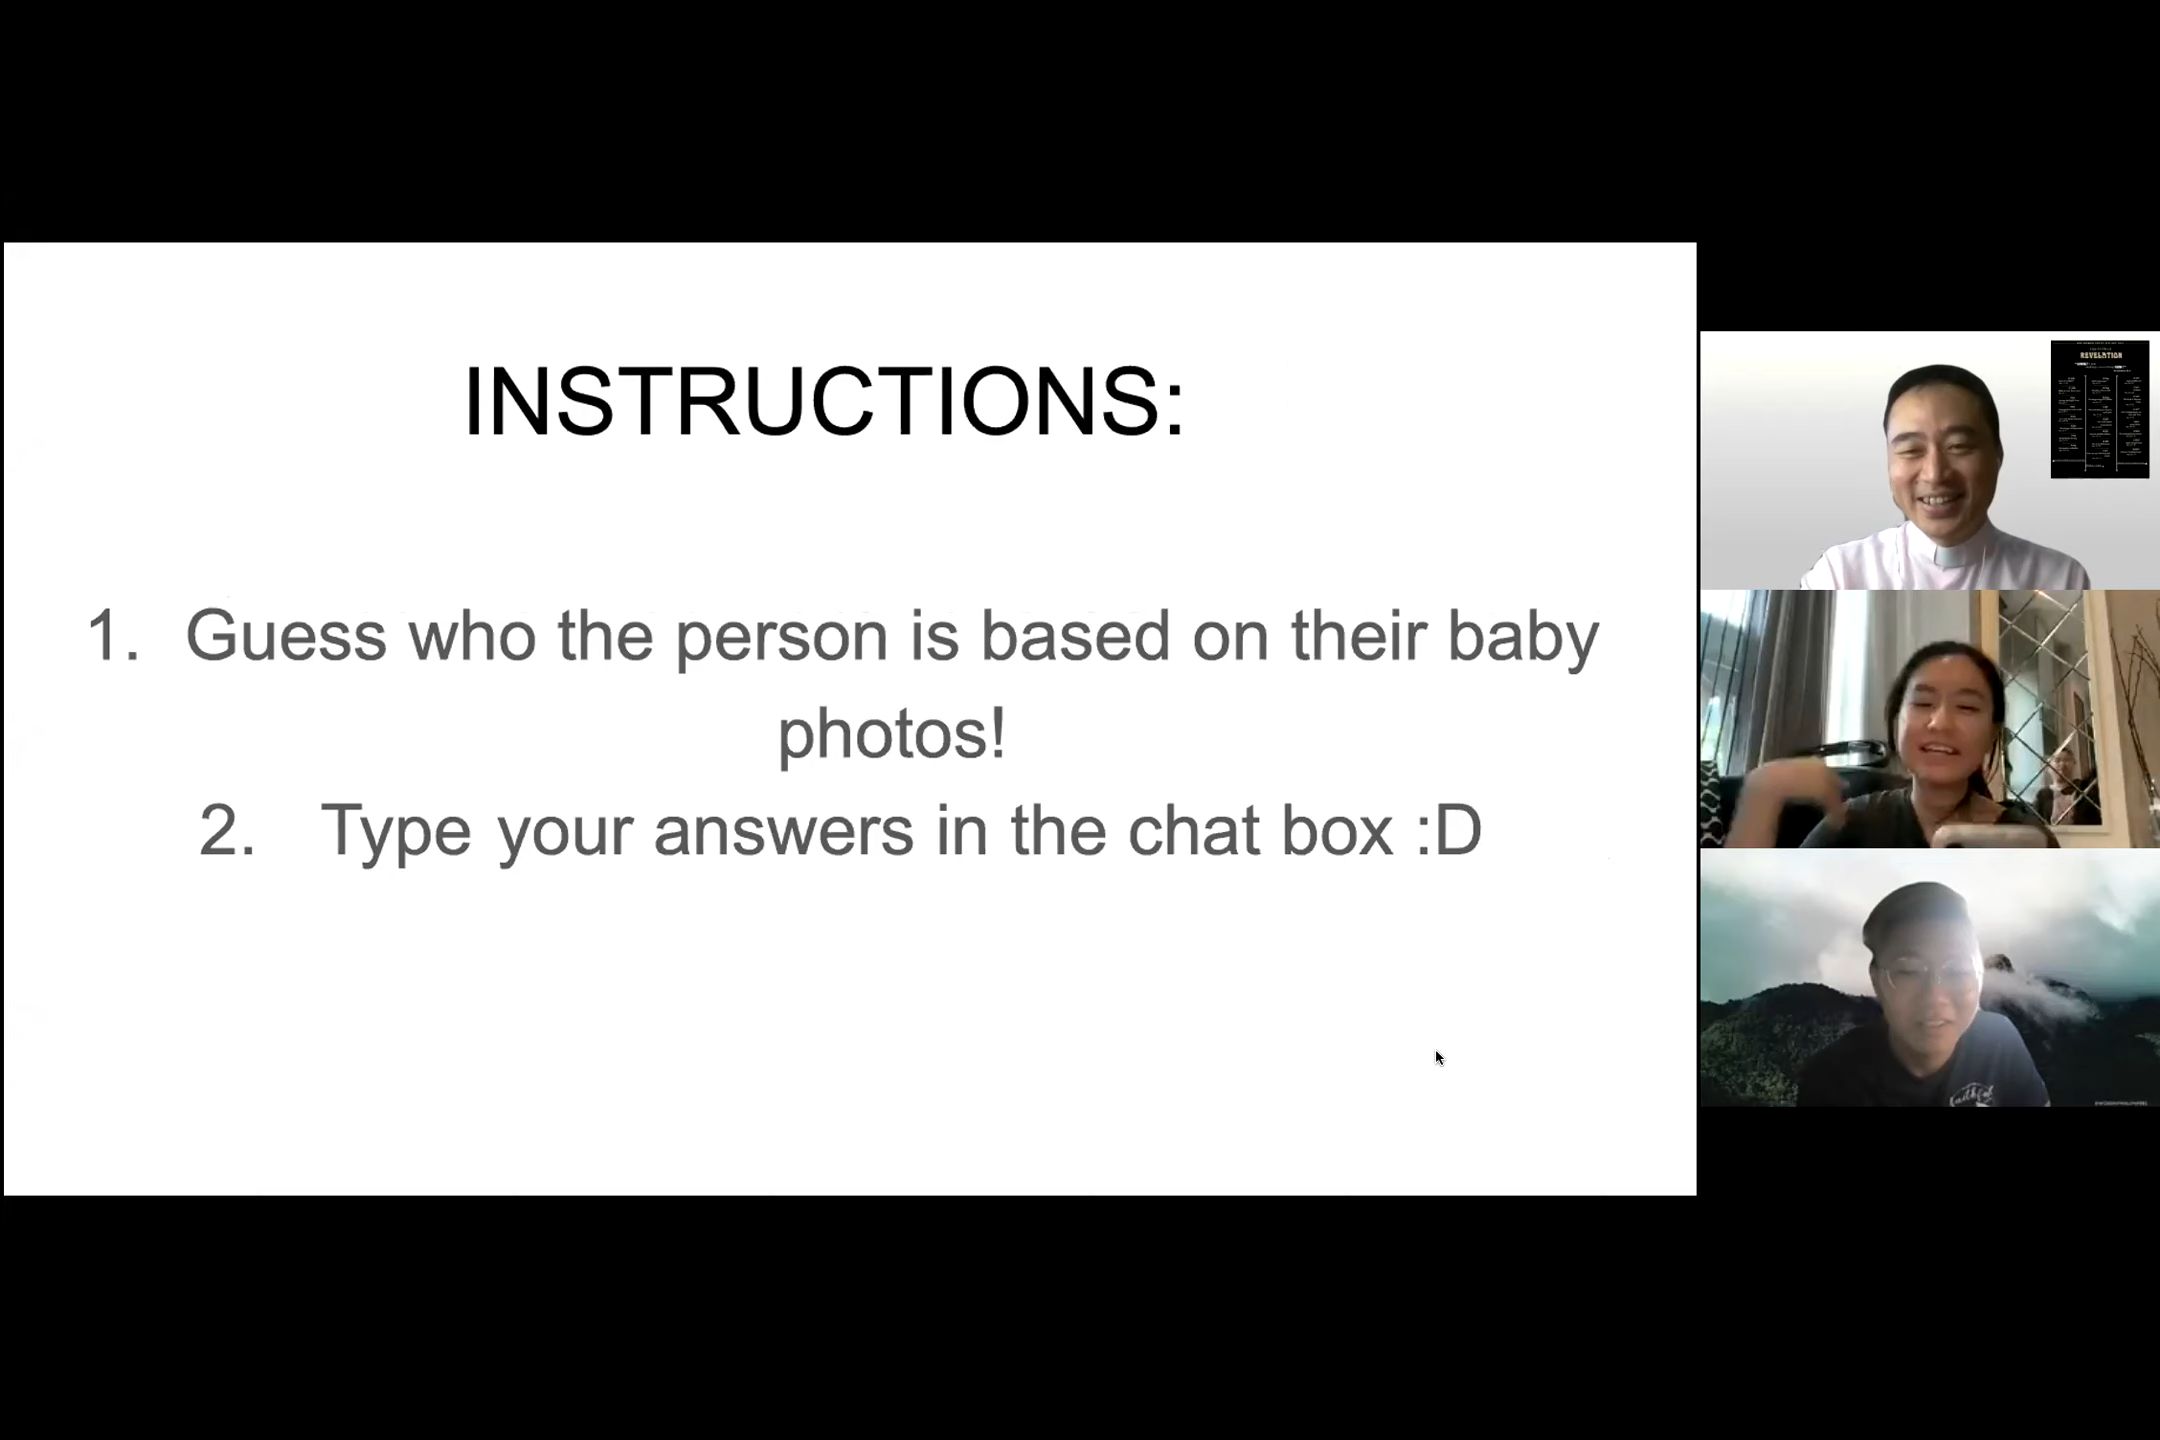 INSTRUCTIONS:
1. Guess who the person is based on their baby
photos!
2. Type your answers in the chat box :D
REVELATION
faithful